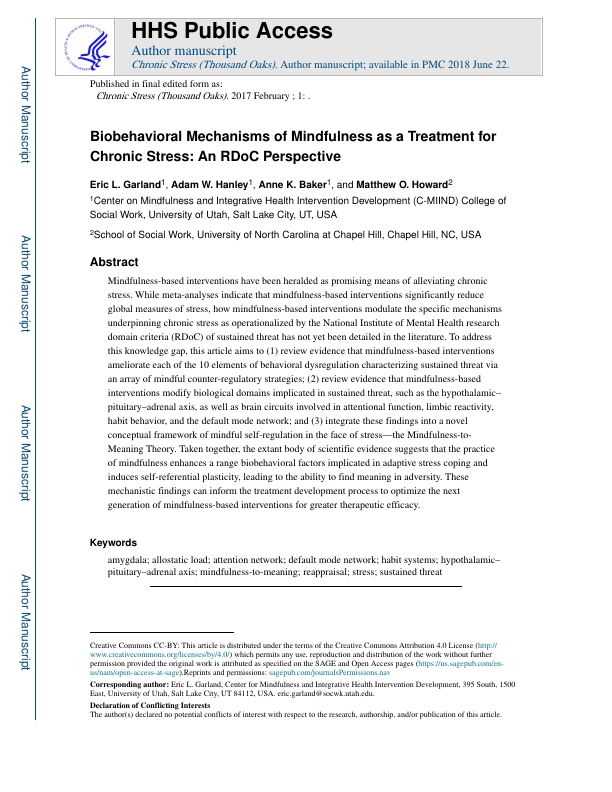 HHS Public Access
Author manuscript
Chronic Stress (Thousand Oaks). Author manuscript; available in PMC 2018 June 22.
Published in final edited form as:
Chronic Stress (Thousand Oaks). 2017 February ; 1: .
Biobehavioral Mechanisms of Mindfulness as a Treatment for
Chronic Stress: An RDoC Perspective
Eric L. Garland1, Adam W. Hanley1, Anne K. Baker1, and Matthew O. Howard2
1Center on Mindfulness and Integrative Health Intervention Development (C-MIIND) College of
Social Work, University of Utah, Salt Lake City, UT, USA
2School of Social Work, University of North Carolina at Chapel Hill, Chapel Hill, NC, USA
Abstract
Mindfulness-based interventions have been heralded as promising means of alleviating chronic
stress. While meta-analyses indicate that mindfulness-based interventions significantly reduce
global measures of stress, how mindfulness-based interventions modulate the specific mechanisms
underpinning chronic stress as operationalized by the National Institute of Mental Health research
domain criteria (RDoC) of sustained threat has not yet been detailed in the literature. To address
this knowledge gap, this article aims to (1) review evidence that mindfulness-based interventions
ameliorate each of the 10 elements of behavioral dysregulation characterizing sustained threat via
an array of mindful counter-regulatory strategies; (2) review evidence that mindfulness-based
interventions modify biological domains implicated in sustained threat, such as the hypothalamic–
pituitary–adrenal axis, as well as brain circuits involved in attentional function, limbic reactivity,
habit behavior, and the default mode network; and (3) integrate these findings into a novel
conceptual framework of mindful self-regulation in the face of stress—the Mindfulness-to-
Meaning Theory. Taken together, the extant body of scientific evidence suggests that the practice
of mindfulness enhances a range biobehavioral factors implicated in adaptive stress coping and
induces self-referential plasticity, leading to the ability to find meaning in adversity. These
mechanistic findings can inform the treatment development process to optimize the next
generation of mindfulness-based interventions for greater therapeutic efficacy.
Keywords
amygdala; allostatic load; attention network; default mode network; habit systems; hypothalamic–
pituitary–adrenal axis; mindfulness-to-meaning; reappraisal; stress; sustained threat
Creative Commons CC-BY: This article is distributed under the terms of the Creative Commons Attribution 4.0 License (http://
www.creativecommons.org/licenses/by/4.0/) which permits any use, reproduction and distribution of the work without further
permission provided the original work is attributed as specified on the SAGE and Open Access pages (https://us.sagepub.com/en-
us/nam/open-access-at-sage).Reprints and permissions: sagepub.com/journalsPermissions.nav
Corresponding author: Eric L. Garland, Center for Mindfulness and Integrative Health Intervention Development, 395 South, 1500
East, University of Utah, Salt Lake City, UT 84112, USA. eric.garland@socwk.utah.edu.
Declaration of Conflicting Interests
The author(s) declared no potential conflicts of interest with respect to the research, authorship, and/or publication of this article.
Author Manuscript
Author Manuscript
Author Manuscript
Author Manuscript